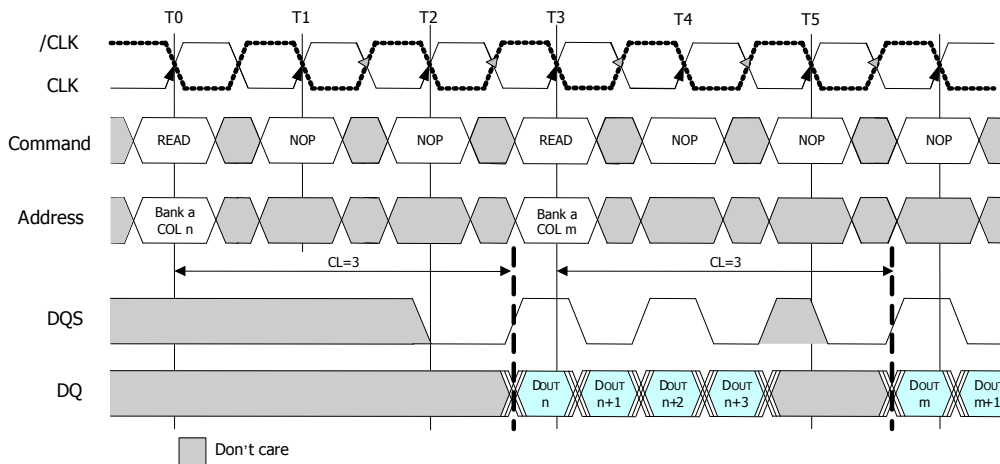 T0 T1 T2 T3 T4 T5
/CLK
CLK
Command READ NOP NOP READ NOP NOP NOP
Address Bank a Bank a
COL n COL m
CL=3 CL=3
DQS
DQ DOUT DOUT DOUT DOUT DOUT DOUT
n n+1 n+2 n+3 m m+1
Don't care